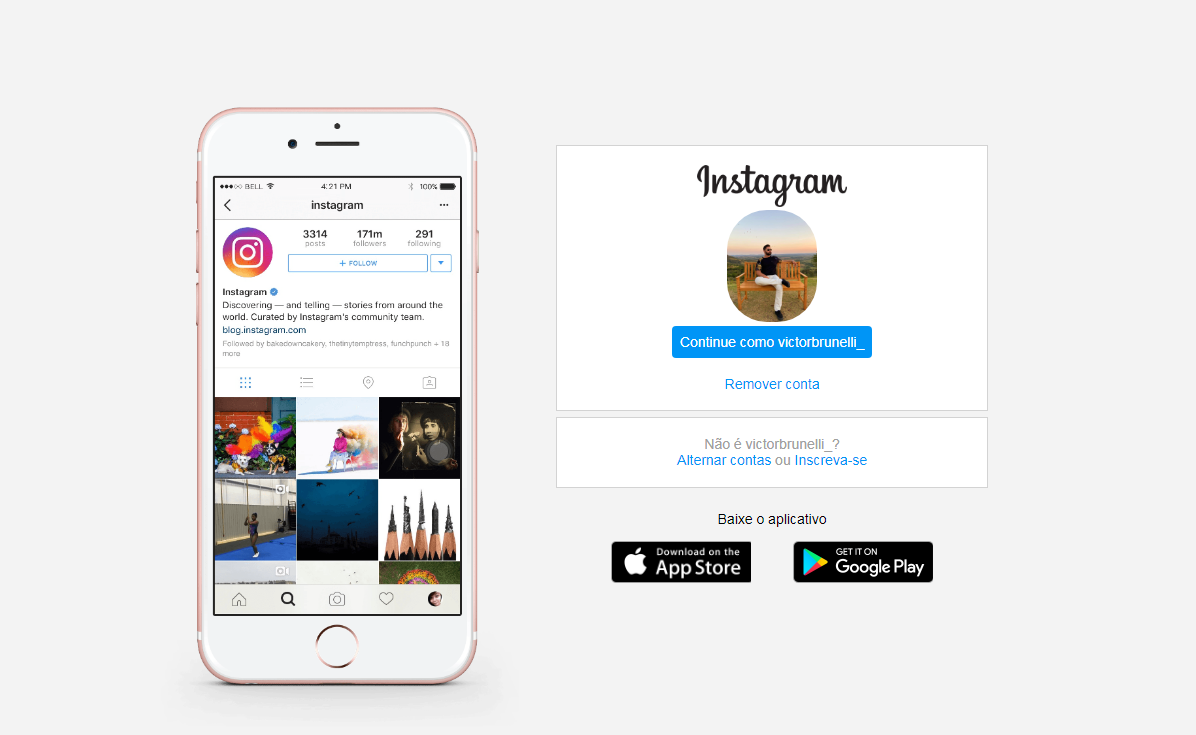 BELL
4:21 PM
100%
instagram
3314
posts
171m
followers
291
following
+ FOLLOW
Instagram
Discovering — and telling — stories from around the
world. Curated by Instagram's community team.
blog.instagram.com
Followed by bakedowncakery, thetinytemptress, funchpunch + 18
more
Instagram
Continue como victorbrunelli_
Remover conta
Não é victorbrunelli_?
Alternar contas ou Inscreva-se
Baixe o aplicativo
Download on the
App Store
GET IT ON
Google Play